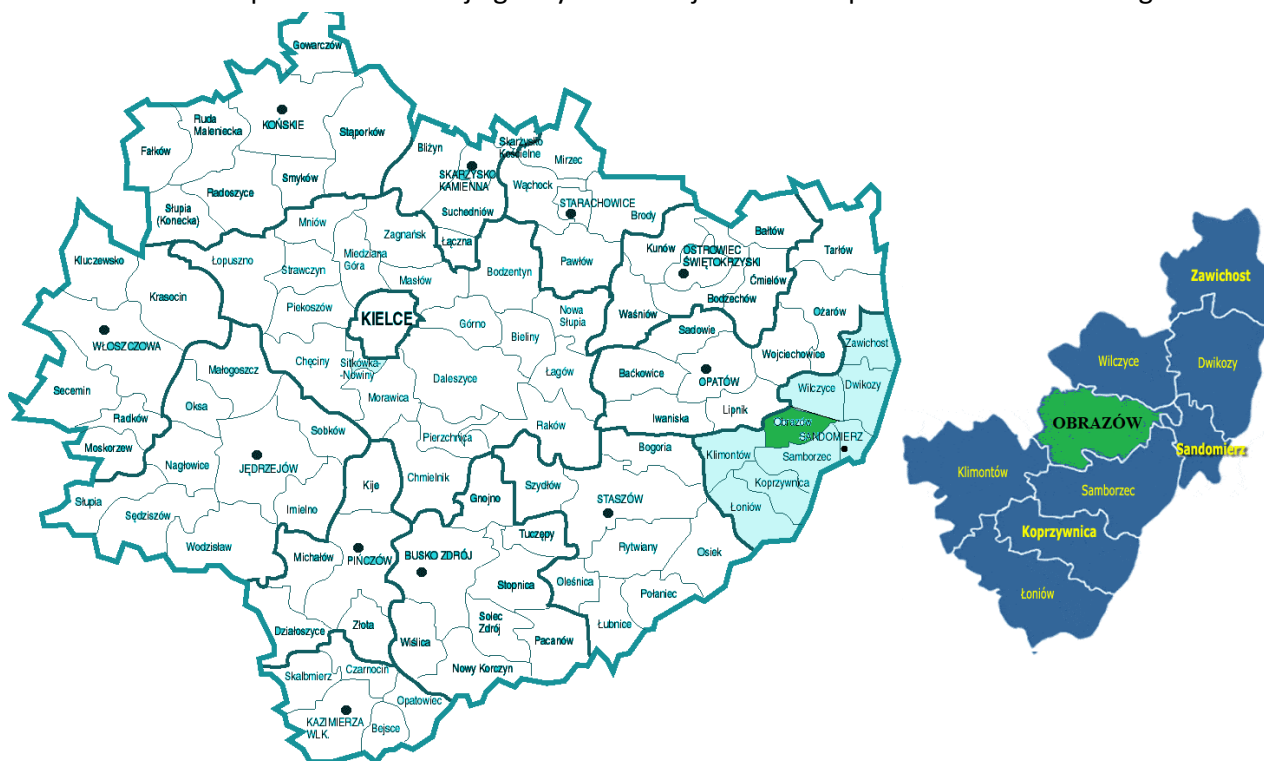 Gowarczów
Ruda
Maleniecka
KOŃSKIE
Stąporków
Fałków
Smyków
Radoszyce
Słupia
(Konecka)
Bliżyn
Skarżysko
Kościelne
Mirzec
SKARŻYSKO
KAMIENNA
Wąchock
STARACHOWICE
Suchedniów
Brody
Łączna
Mniów
Zagnańsk
Bałtów
Tarłów
Kunów
OSTROWIEC
ŚWIĘTOKRZYSKI
Ćmielów
Bodzechów
Kluczewsko
Łopuszno
Strawczyn
Miedziana
Góra
Masłów
Bodzentyn
Pawłów
Krasocin
Piekoszów
KIELCE
Górno
Bieliny
Nowa
Słupia
Waśniów
Sadowie
Ożarów
WŁOSZCZOWA
Małogoszcz
Chęciny
Sitkówka-
Nowiny
Daleszyce
Łagów
Baćkowice
OPATÓW
Wojciechowice
Zawichost
Secemin
Oksa
Morawica
Wilczyce
Dwikozy
Radków
Moskorzew
Sobków
Pierzchnica
Raków
Iwaniska
Lipnik
Obrazów
SANDOMIERZ
Nagłowice
JĘDRZEJÓW
Kije
Chmielnik
Bogoria
Klimontów
Samborzec
Słupia
Sędziszów
Imielno
Gnojno
Szydłów
STASZÓW
Koprzywnica
Łoniów
Wodzisław
Michałów
PIŃCZÓW
BUSKO ZDRÓJ
Tuczępy
Rytwiany
Osiek
Stopnica
Oleśnica
Połaniec
Działoszyce
Złota
Wiślica
Solec
Zdrój
Pacanów
Łubnice
Skalbmierz
Czarnocin
Nowy Korczyn
Opatowiec
KAZIMIERZA
WLK.
Bejsce
Zawichost
Wilczyce
Dwikozy
OBRAZÓW
Sandomierz
Klimontów
Samborzec
Koprzywnica
Łoniów